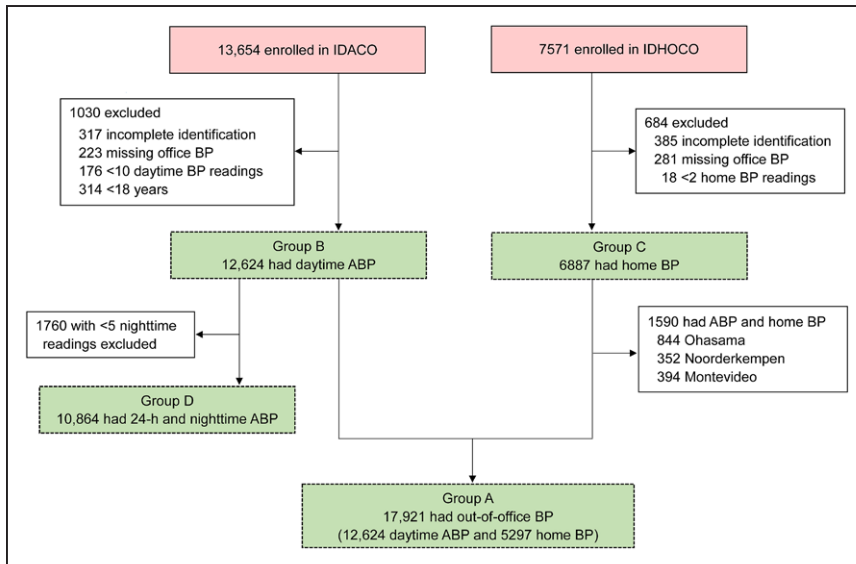 13,654 enrolled in IDACO
7571 enrolled in IDHOCO
1030 excluded
317 incomplete identification
223 missing office BP
176 <10 daytime BP readings
314 <18 years
684 excluded
385 incomplete identification
281 missing office BP
18 <2 home BP readings
Group B
12,624 had daytime ABP
Group C
6887 had home BP
1760 with <5 nighttime
readings excluded
1590 had ABP and home BP
844 Ohasama
352 Noorderkempen
394 Montevideo
Group D
10,864 had 24-h and nighttime ABP
Group A
17,921 had out-of-office BP
(12,624 daytime ABP and 5297 home BP)